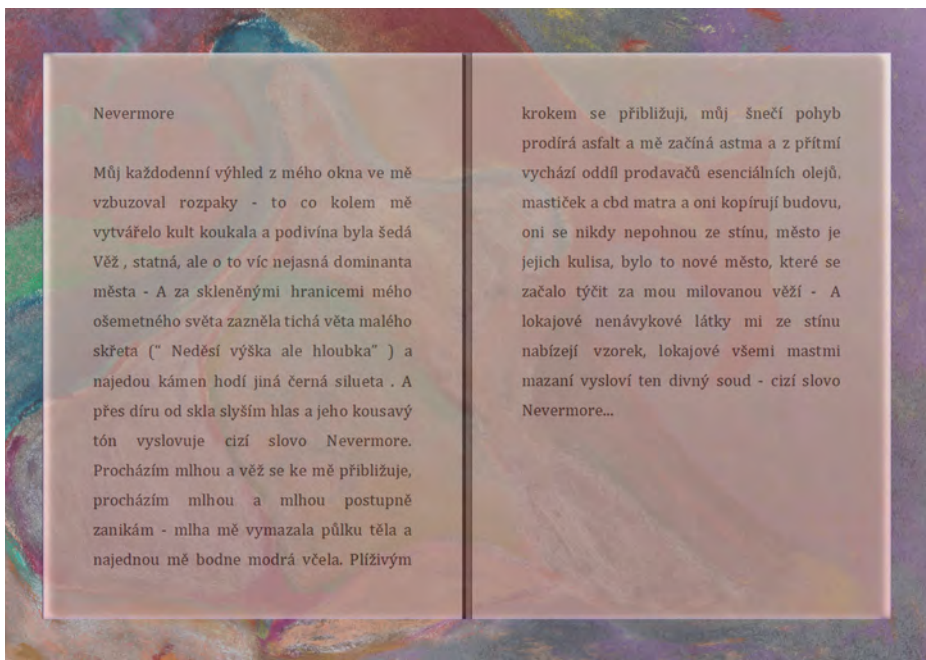 Nevermore
Můj každodenní výhled z mého okna ve mě
vzbuzoval rozpaky - to co kolem mě
vytvářelo kult koukala a podivína byla šedá
Věž , statná, ale o to víc nejasná dominanta
města - A za skleněnými hranicemi mého
ošemetného světa zazněla tichá věta malého
skřeta (" Neděsí výška ale hloubka" ) a
najedou kámen hodí jiná černá silueta . A
přes díru od skla slyším hlas a jeho kousavý
tón vyslovuje cizí slovo Nevermore.
Procházím mlhou a věž se ke mě přibližuje,
procházím mlhou a mlhou postupně
zanikám - mlha mě vymazala půlku těla a
najednou mě bodne modrá včela. Plíživým
krokem se přibližuji, můj šnečí pohyb
prodírá asfalt a mě začíná astma a z přítmí
vychází oddíl prodavačů esenciálních olejů,
mastiček a cbd matra a oni kopírují budovu,
oni se nikdy nepohnou ze stínu, město je
jejich kulisa, bylo to nové město, které se
začalo týčit za mou milovanou věží - A
lokajové nenávykové látky mi ze stínu
nabízejí vzorek, lokajové všemi mastmi
mazaní vysloví ten divný soud - cizí slovo
Nevermore...